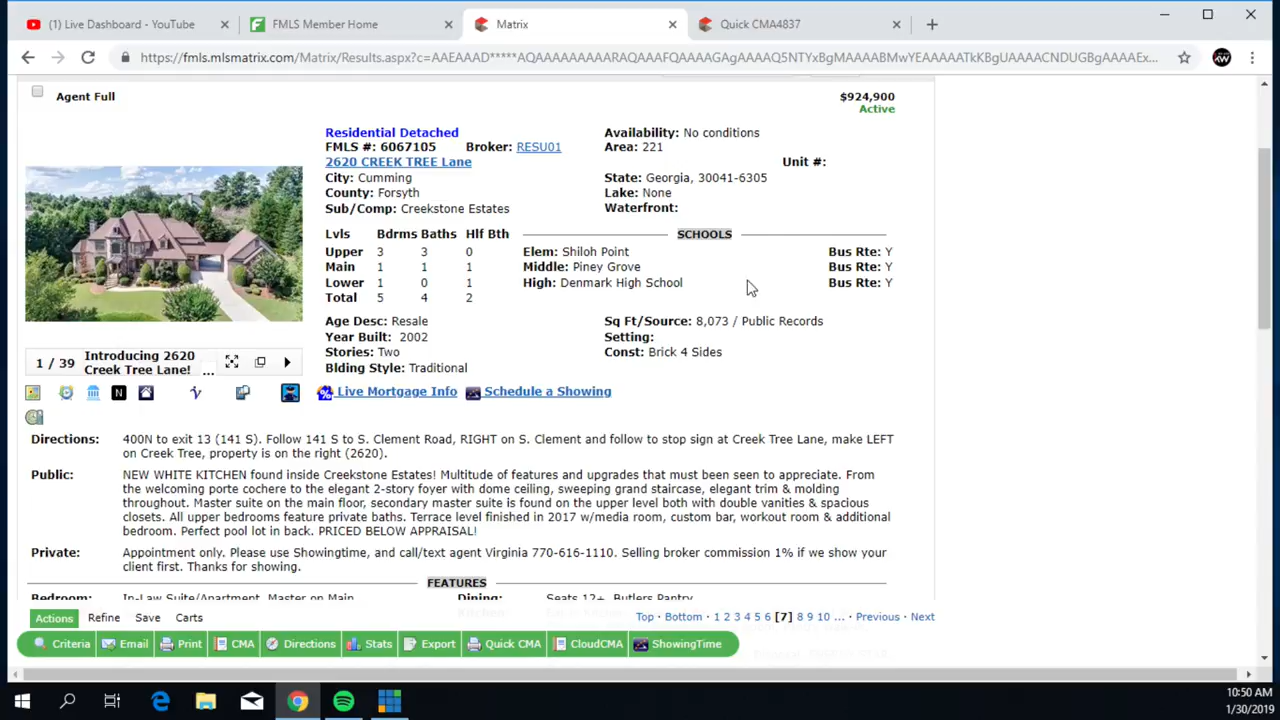 (1) Live Dashboard - YouTube
FMLS Member Home
Matrix
Quick CMA4837
https://fmls.mlsmatrix.com/Matrix/Results.aspx?c=AAEAAAD*****AQAAAAAAAAAARAQAAAFQAAAAGAgAAAAQ5NTYxBgMAAAABMwYEAAAAATkKBgUAAAACNDUGBgAAAAEx...
Agent Full
$924,900
Active
Residential Detached
Availability: No conditions
FMLS #: 6067105 Broker: RESU01
Area: 221
2620 CREEK TREE Lane
Unit #:
City: Cumming
State: Georgia, 30041-6305
County: Forsyth
Lake: None
Sub/Comp: Creekstone Estates
Waterfront:
Lvls Bdrms Baths Hlf Bth
SCHOOLS
Upper 3 3 0
Elem: Shiloh Point Bus Rte: Y
Main 1 1 1
Middle: Piney Grove Bus Rte: Y
Lower 1 0 1
High: Denmark High School Bus Rte: Y
Total 5 4 2
Age Desc: Resale
Sq Ft/Source: 8,073 / Public Records
Year Built: 2002
Setting:
Stories: Two
Const: Brick 4 Sides
Blding Style: Traditional
1 / 39
Introducing 2620
Creek Tree Lane! ...
N
Live Mortgage Info
Schedule a Showing
Directions: 400N to exit 13 (141 S). Follow 141 S to S. Clement Road, RIGHT on S. Clement and follow to stop sign at Creek Tree Lane, make LEFT
on Creek Tree, property is on the right (2620).
Public: NEW WHITE KITCHEN found inside Creekstone Estates! Multitude of features and upgrades that must been seen to appreciate. From
the welcoming porte cochere to the elegant 2-story foyer with dome ceiling, sweeping grand staircase, elegant trim & molding
throughout. Master suite on the main floor, secondary master suite is found on the upper level both with double vanities & spacious
closets. All upper bedrooms feature private baths. Terrace level finished in 2017 w/media room, custom bar, workout room & additional
bedroom. Perfect pool lot in back. PRICED BELOW APPRAISAL!
Private: Appointment only. Please use Showingtime, and call/text agent Virginia 770-616-1110. Selling broker commission 1% if we show your
client first. Thanks for showing.
FEATURES
Bedroom: In-Law Suite/Apartment, Master on Main
Dining: Seats 12+, Butlers Pantry
Actions Refine Save Carts
Top · Bottom · 1 2 3 4 5 6 [7] 8 9 10 ... · Previous · Next
Criteria Email Print CMA Directions Stats Export Quick CMA CloudCMA ShowingTime
10:50 AM
1/30/2019